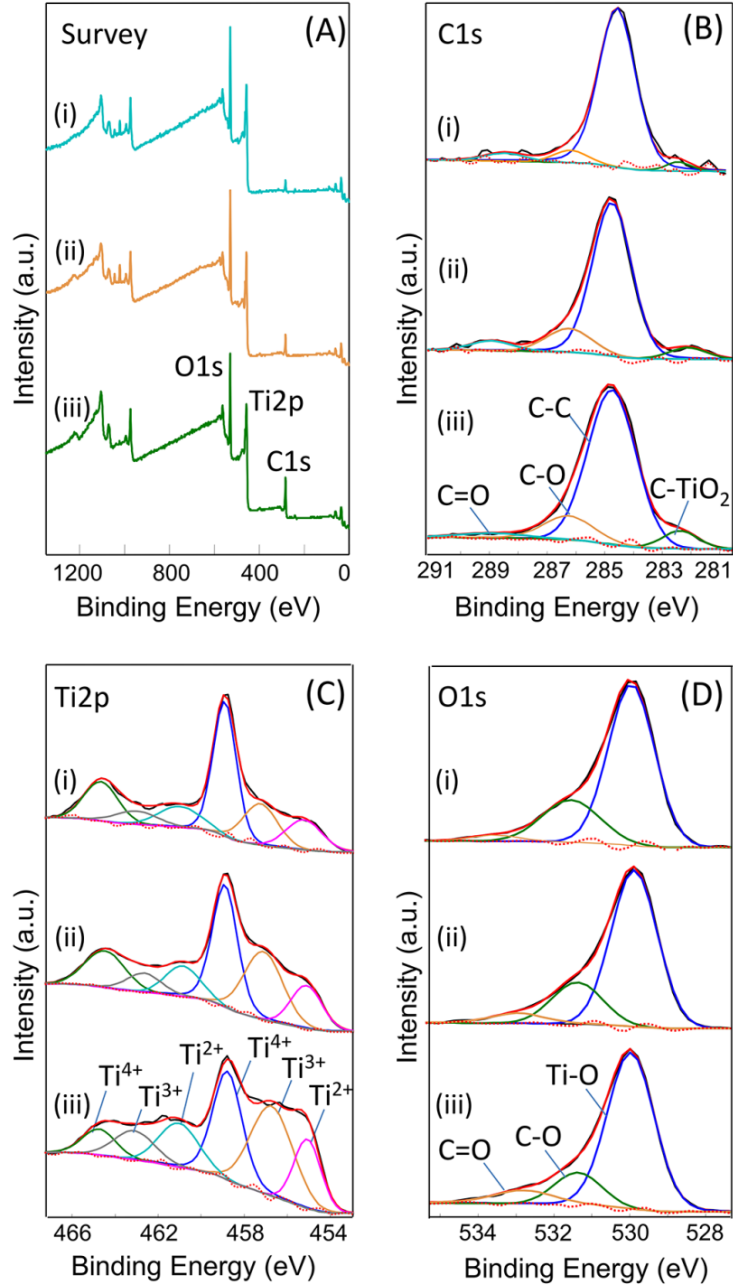 Survey (A)
(i)
(ii)
(iii)
O1s
Ti2p
C1s
Intensity (a.u.)
1200 800 400 0
Binding Energy (eV)
C1s (B)
(i)
(ii)
(iii)
C-C
C-O
C=O
C-TiO₂
Intensity (a.u.)
291 289 287 285 283 281
Binding Energy (eV)
Ti2p (C)
(i)
(ii)
(iii)
Ti⁴⁺
Ti³⁺
Ti²⁺
Ti⁴⁺
Ti³⁺
Ti²⁺
Intensity (a.u.)
466 462 458 454
Binding Energy (eV)
O1s (D)
(i)
(ii)
(iii)
Ti-O
C-O
C=O
Intensity (a.u.)
534 532 530 528
Binding Energy (eV)